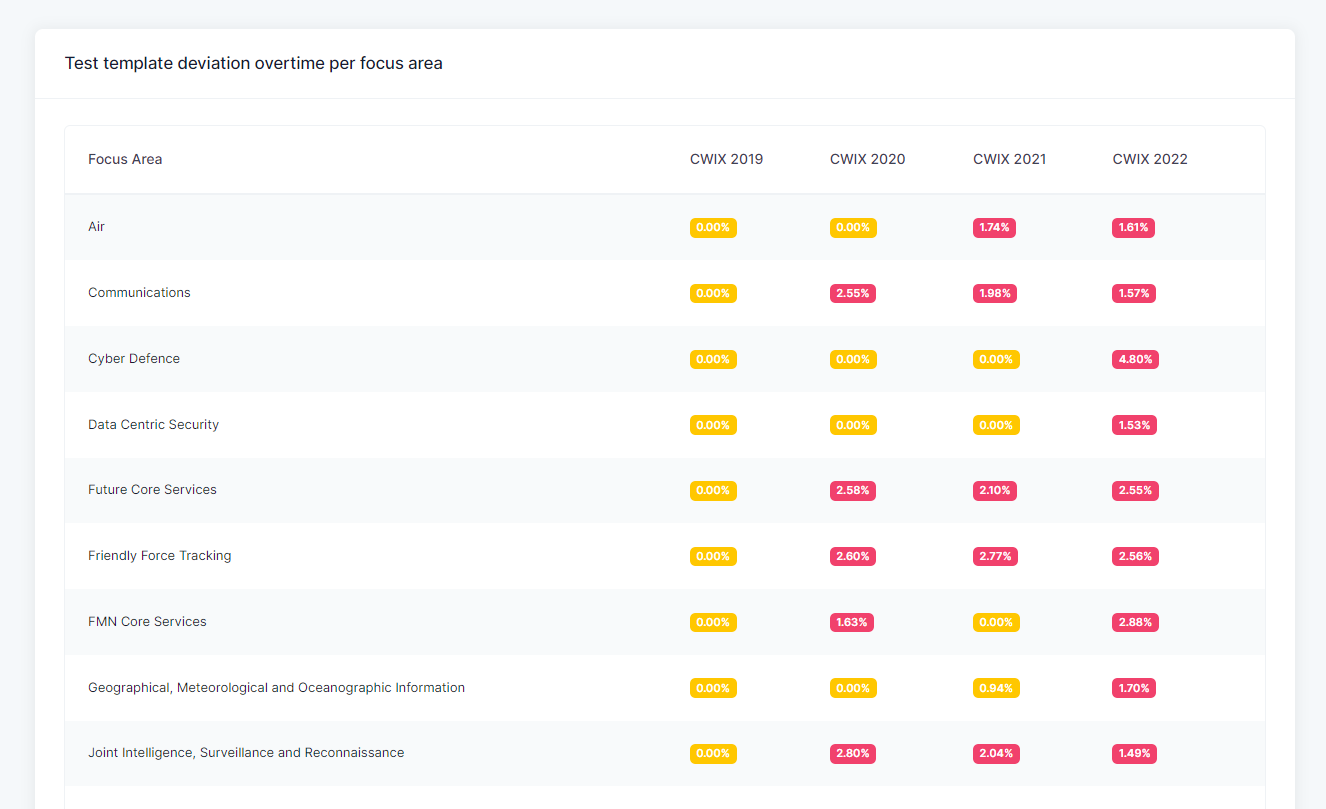 Test template deviation overtime per focus area
Focus Area CWIX 2019 CWIX 2020 CWIX 2021 CWIX 2022
Air 0.00% 0.00% 1.74% 1.61%
Communications 0.00% 2.55% 1.98% 1.57%
Cyber Defence 0.00% 0.00% 0.00% 4.80%
Data Centric Security 0.00% 0.00% 0.00% 1.53%
Future Core Services 0.00% 2.58% 2.10% 2.55%
Friendly Force Tracking 0.00% 2.60% 2.77% 2.56%
FMN Core Services 0.00% 1.63% 0.00% 2.88%
Geographical, Meteorological and Oceanographic Information 0.00% 0.00% 0.94% 1.70%
Joint Intelligence, Surveillance and Reconnaissance 0.00% 2.80% 2.04% 1.49%